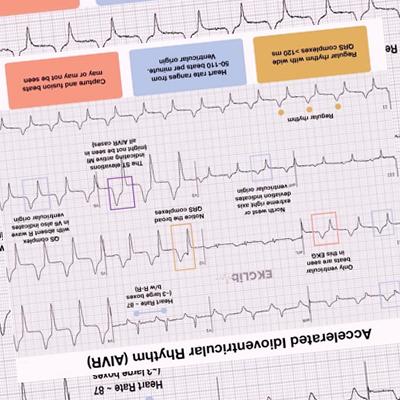 Heart Rate ~ 87
(~3 large boxes
Accelerated Idioventricular Rhythm (AIVR)
Heart Rate ~ 87
(~3 large boxes
b/w R-R)
EKGLib
Only ventricular
beats are seen
in this EKG
Notice the broad
QRS complexes
QS complex
with absent R wave
in V6 also indicates
ventricular origin
North west or
extreme right axis
deviation indicates
ventricular origin
The ST elevations
indicating active MI
(might not be seen in
all AIVR cases)
Regular rhythm
Regular rhythm with wide
QRS complexes >120 ms
Heart rate ranges from
50-110 beats per minute.
Ventricular origin
Capture and fusion beats
may or may not be seen
Re